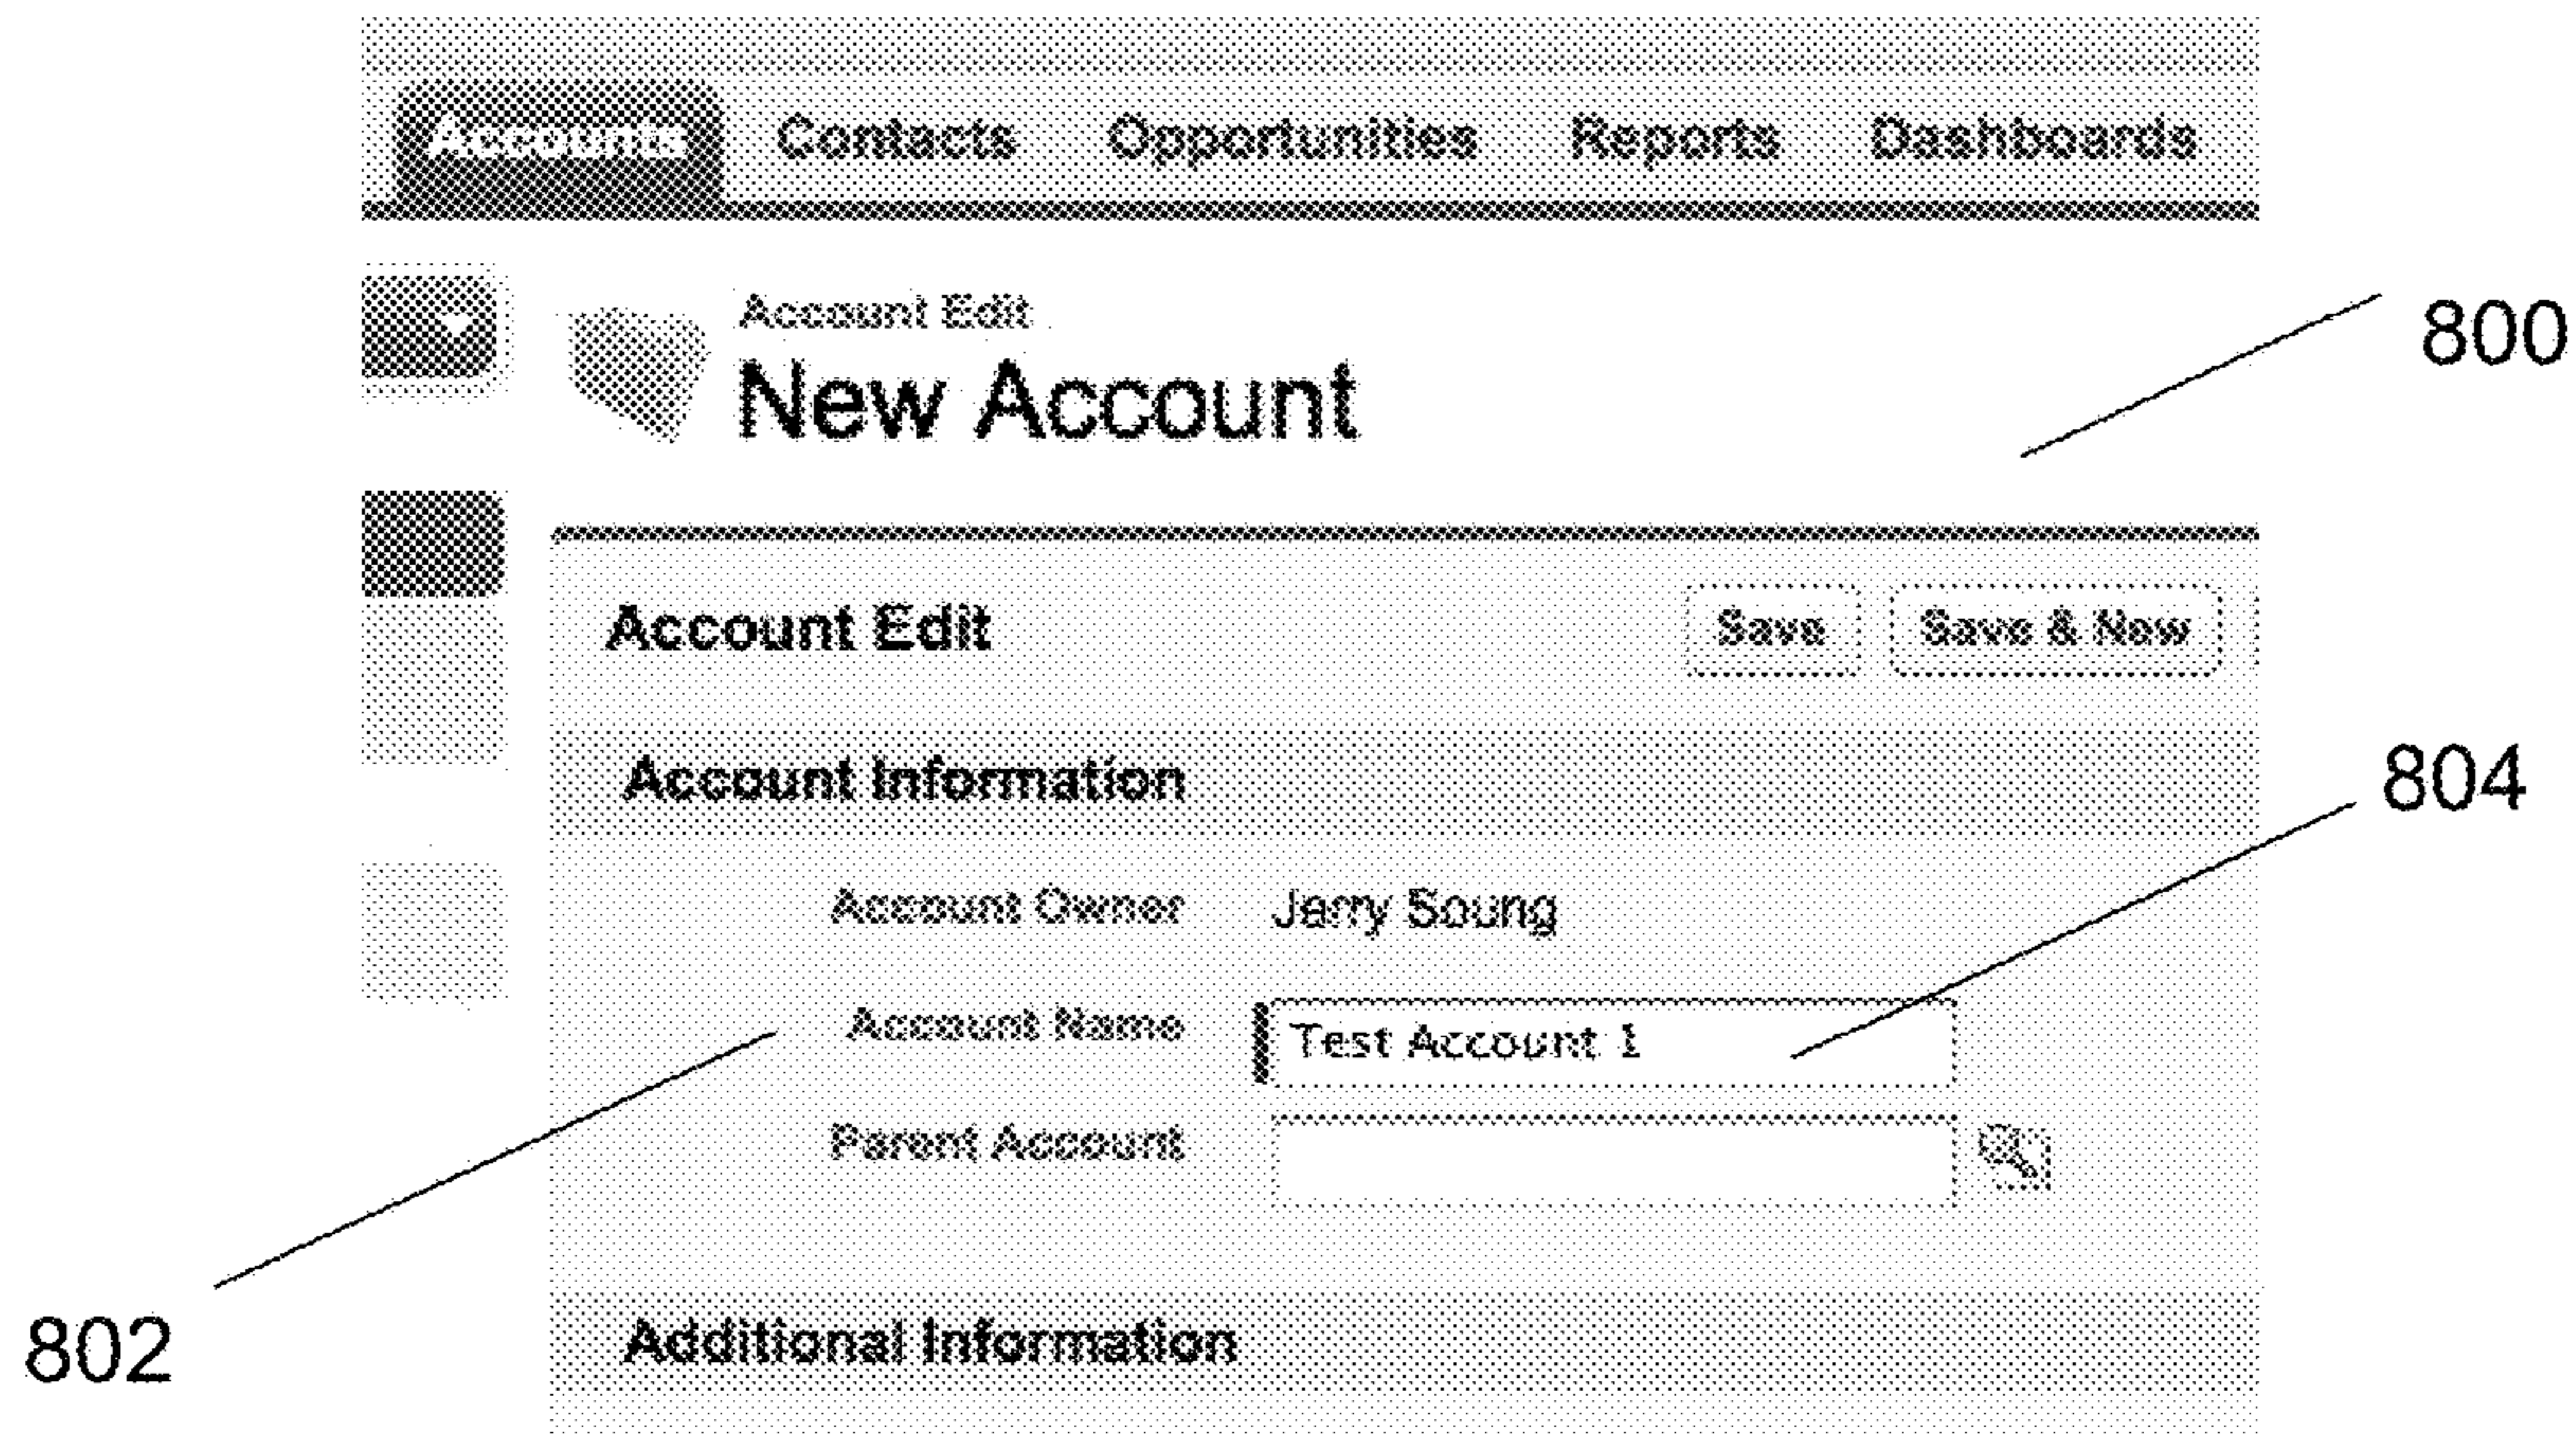 Accounts Contacts Opportunities Reports Dashboards
Account Edit
New Account
800
Account Edit Save Save & New
Account Information
804
Account Owner Jerry Soung
Account Name Test Account 1
Parent Account
802
Additional Information